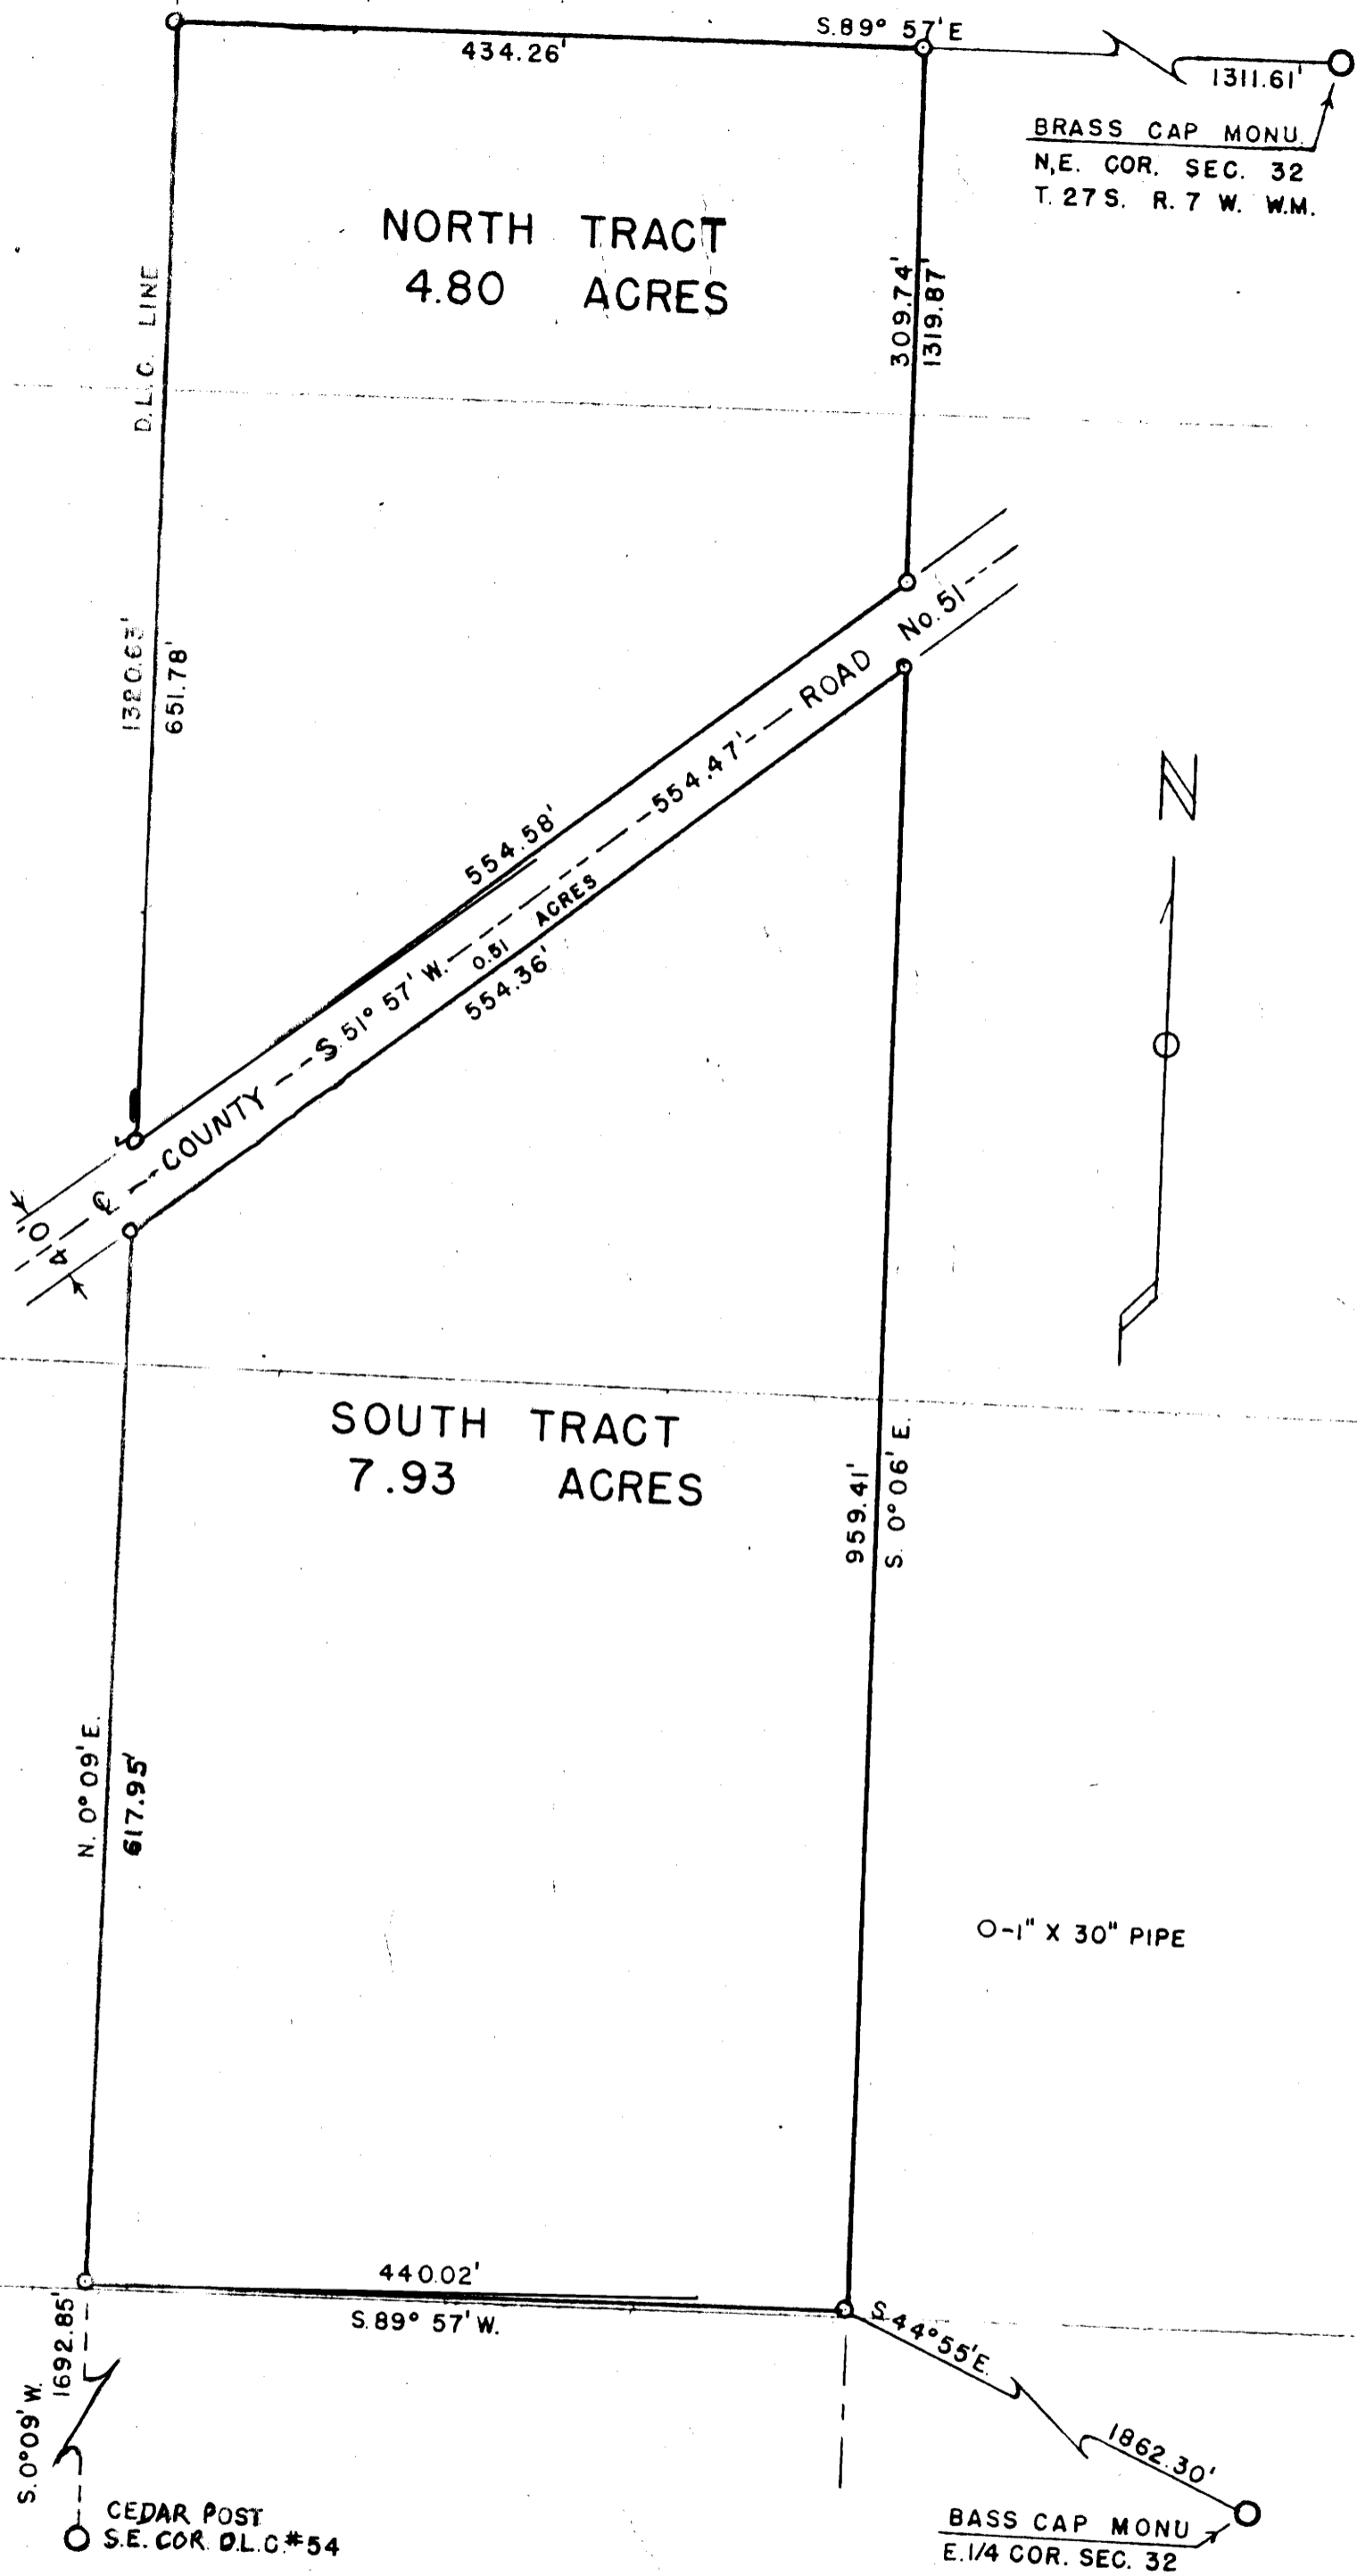 S. 89° 57' E
434.26'
1311.61'
BRASS CAP MONU.
N,E. COR. SEC. 32
T. 27 S. R. 7 W. W.M.
NORTH TRACT
4.80 ACRES
D.L.C. LINE
309.74'
1319.87'
1320.63'
651.78'
No. 51
ROAD
554.47'
554.58'
0.51 ACRES
S. 51° 57' W.
554.36'
COUNTY
℄
40'
N
SOUTH TRACT
7.93 ACRES
959.41'
S. 0° 06' E.
N. 0° 09' E.
617.95'
O-1" X 30" PIPE
440.02'
S. 89° 57' W.
S. 44° 55' E.
1862.30'
S. 0° 09' W.
1692.85'
CEDAR POST
S.E. COR. D.L.C. #54
BASS CAP MONU
E. 1/4 COR. SEC. 32